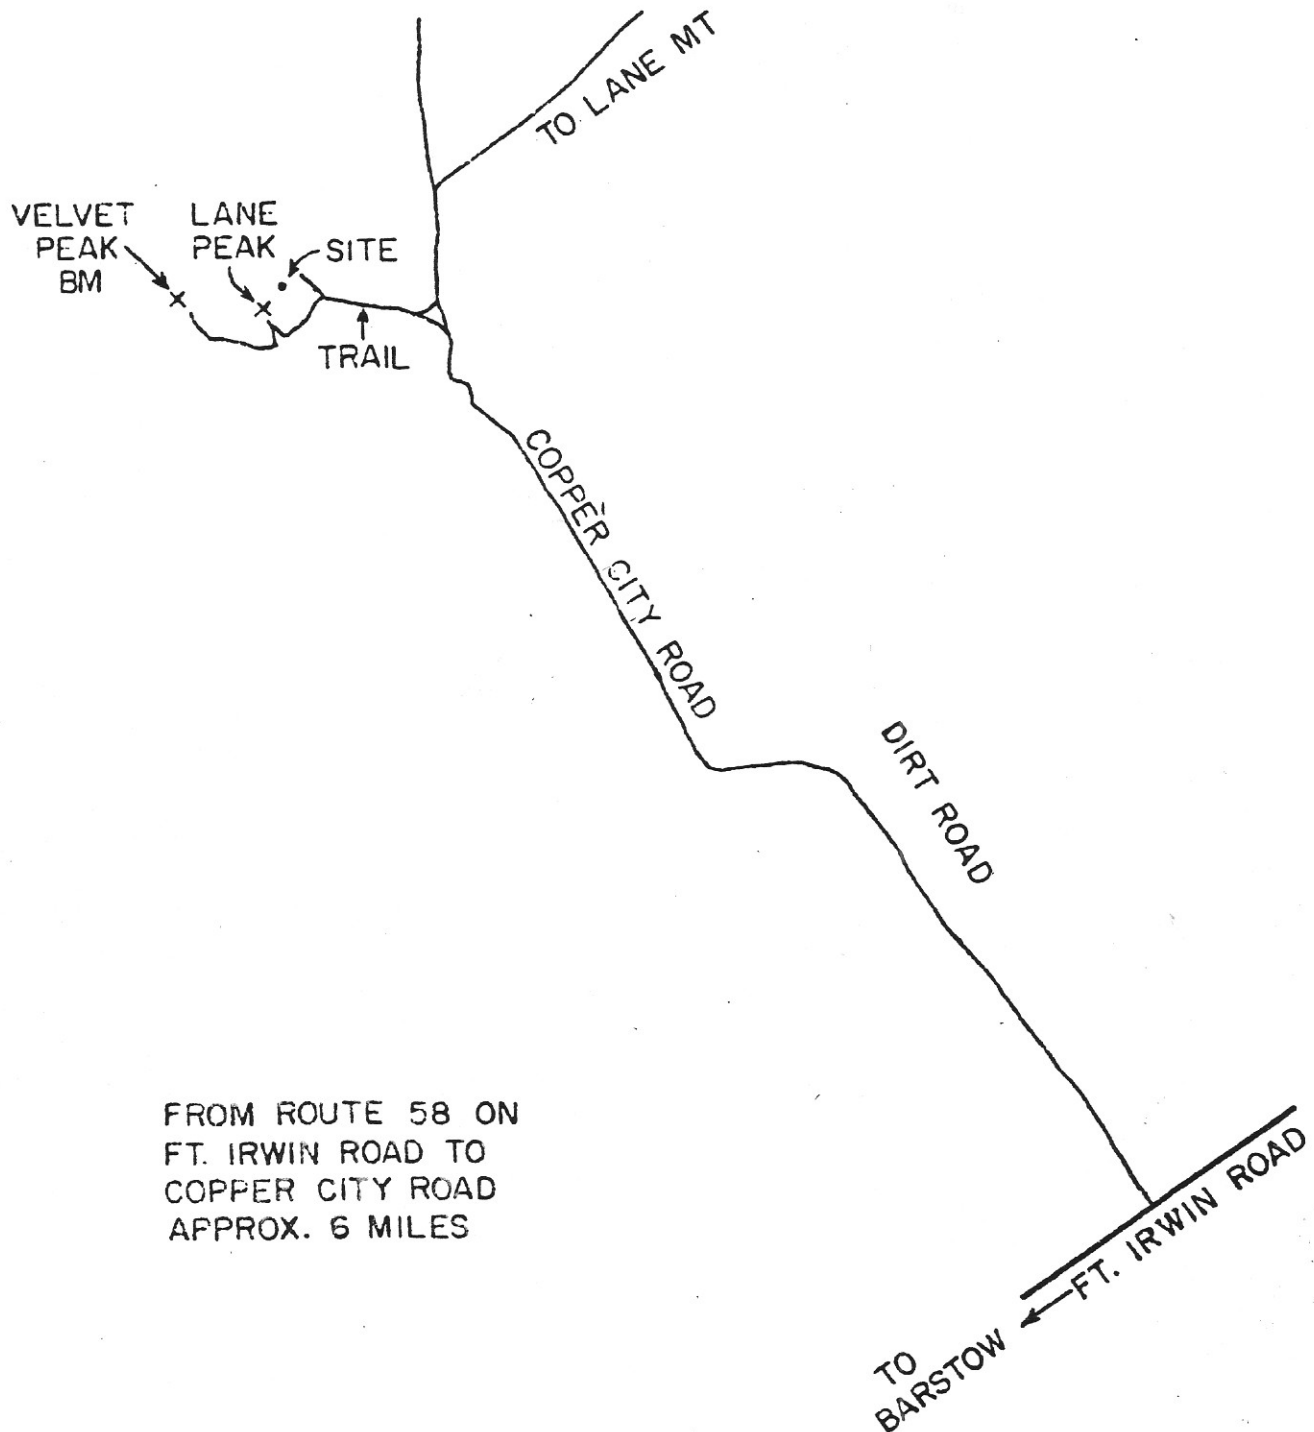 TO LANE MT
VELVET
PEAK
BM
LANE
PEAK
SITE
TRAIL
COPPER CITY ROAD
DIRT ROAD
FROM ROUTE 58 ON
FT. IRWIN ROAD TO
COPPER CITY ROAD
APPROX. 6 MILES
FT. IRWIN ROAD
TO
BARSTOW